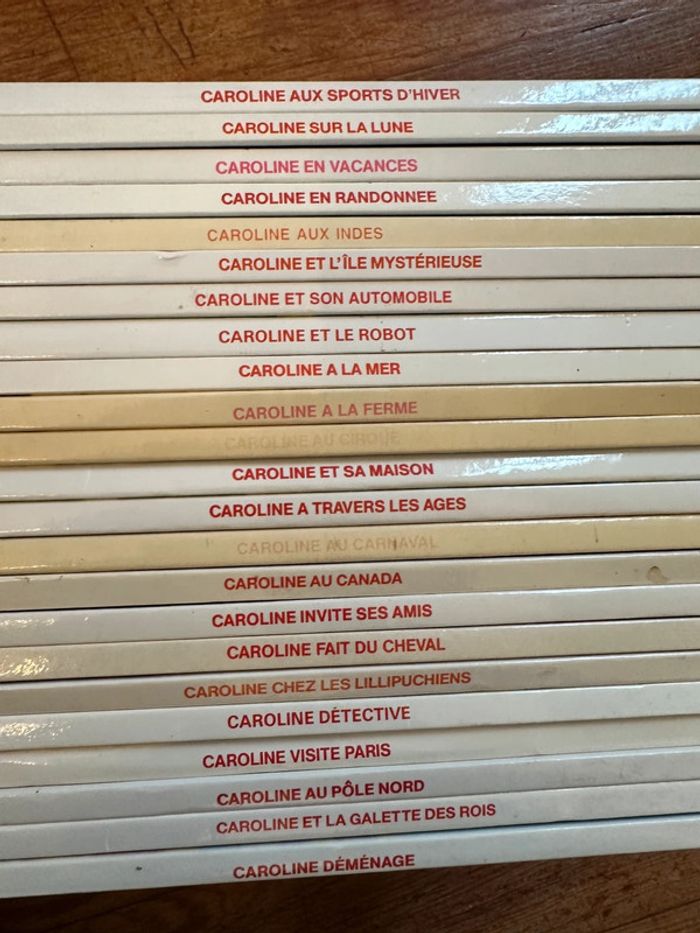 CAROLINE AUX SPORTS D'HIVER
CAROLINE SUR LA LUNE
CAROLINE EN VACANCES
CAROLINE EN RANDONNEE
CAROLINE AUX INDES
CAROLINE ET L'ÎLE MYSTÉRIEUSE
CAROLINE ET SON AUTOMOBILE
CAROLINE ET LE ROBOT
CAROLINE A LA MER
CAROLINE A LA FERME
CAROLINE AU CIRQUE
CAROLINE ET SA MAISON
CAROLINE A TRAVERS LES AGES
CAROLINE AU CARNAVAL
CAROLINE AU CANADA
CAROLINE INVITE SES AMIS
CAROLINE FAIT DU CHEVAL
CAROLINE CHEZ LES LILLIPUCHIENS
CAROLINE DÉTECTIVE
CAROLINE VISITE PARIS
CAROLINE AU PÔLE NORD
CAROLINE ET LA GALETTE DES ROIS
CAROLINE DÉMÉNAGE